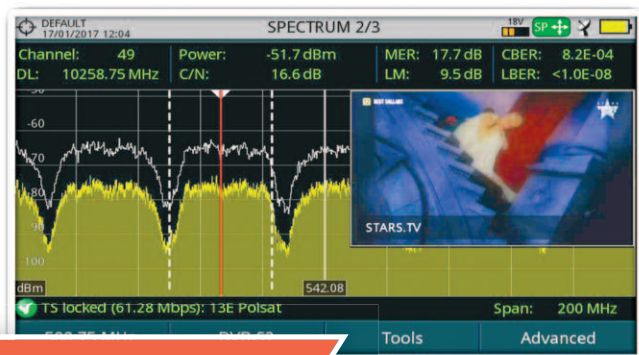 DEFAULT
17/01/2017 12:04
SPECTRUM 2/3
18V
SP
Channel: 49
Power: -51.7 dBm
MER: 17.7 dB
CBER: 8.2E-04
DL: 10258.75 MHz
C/N: 16.6 dB
LM: 9.5 dB
LBER: <1.0E-08
-60
-70
-80
-90
-100
BEST BALLADS
STARS.TV
dBm
542.08
TS locked (61.28 Mbps): 13E Polsat
Span: 200 MHz
Tools
Advanced